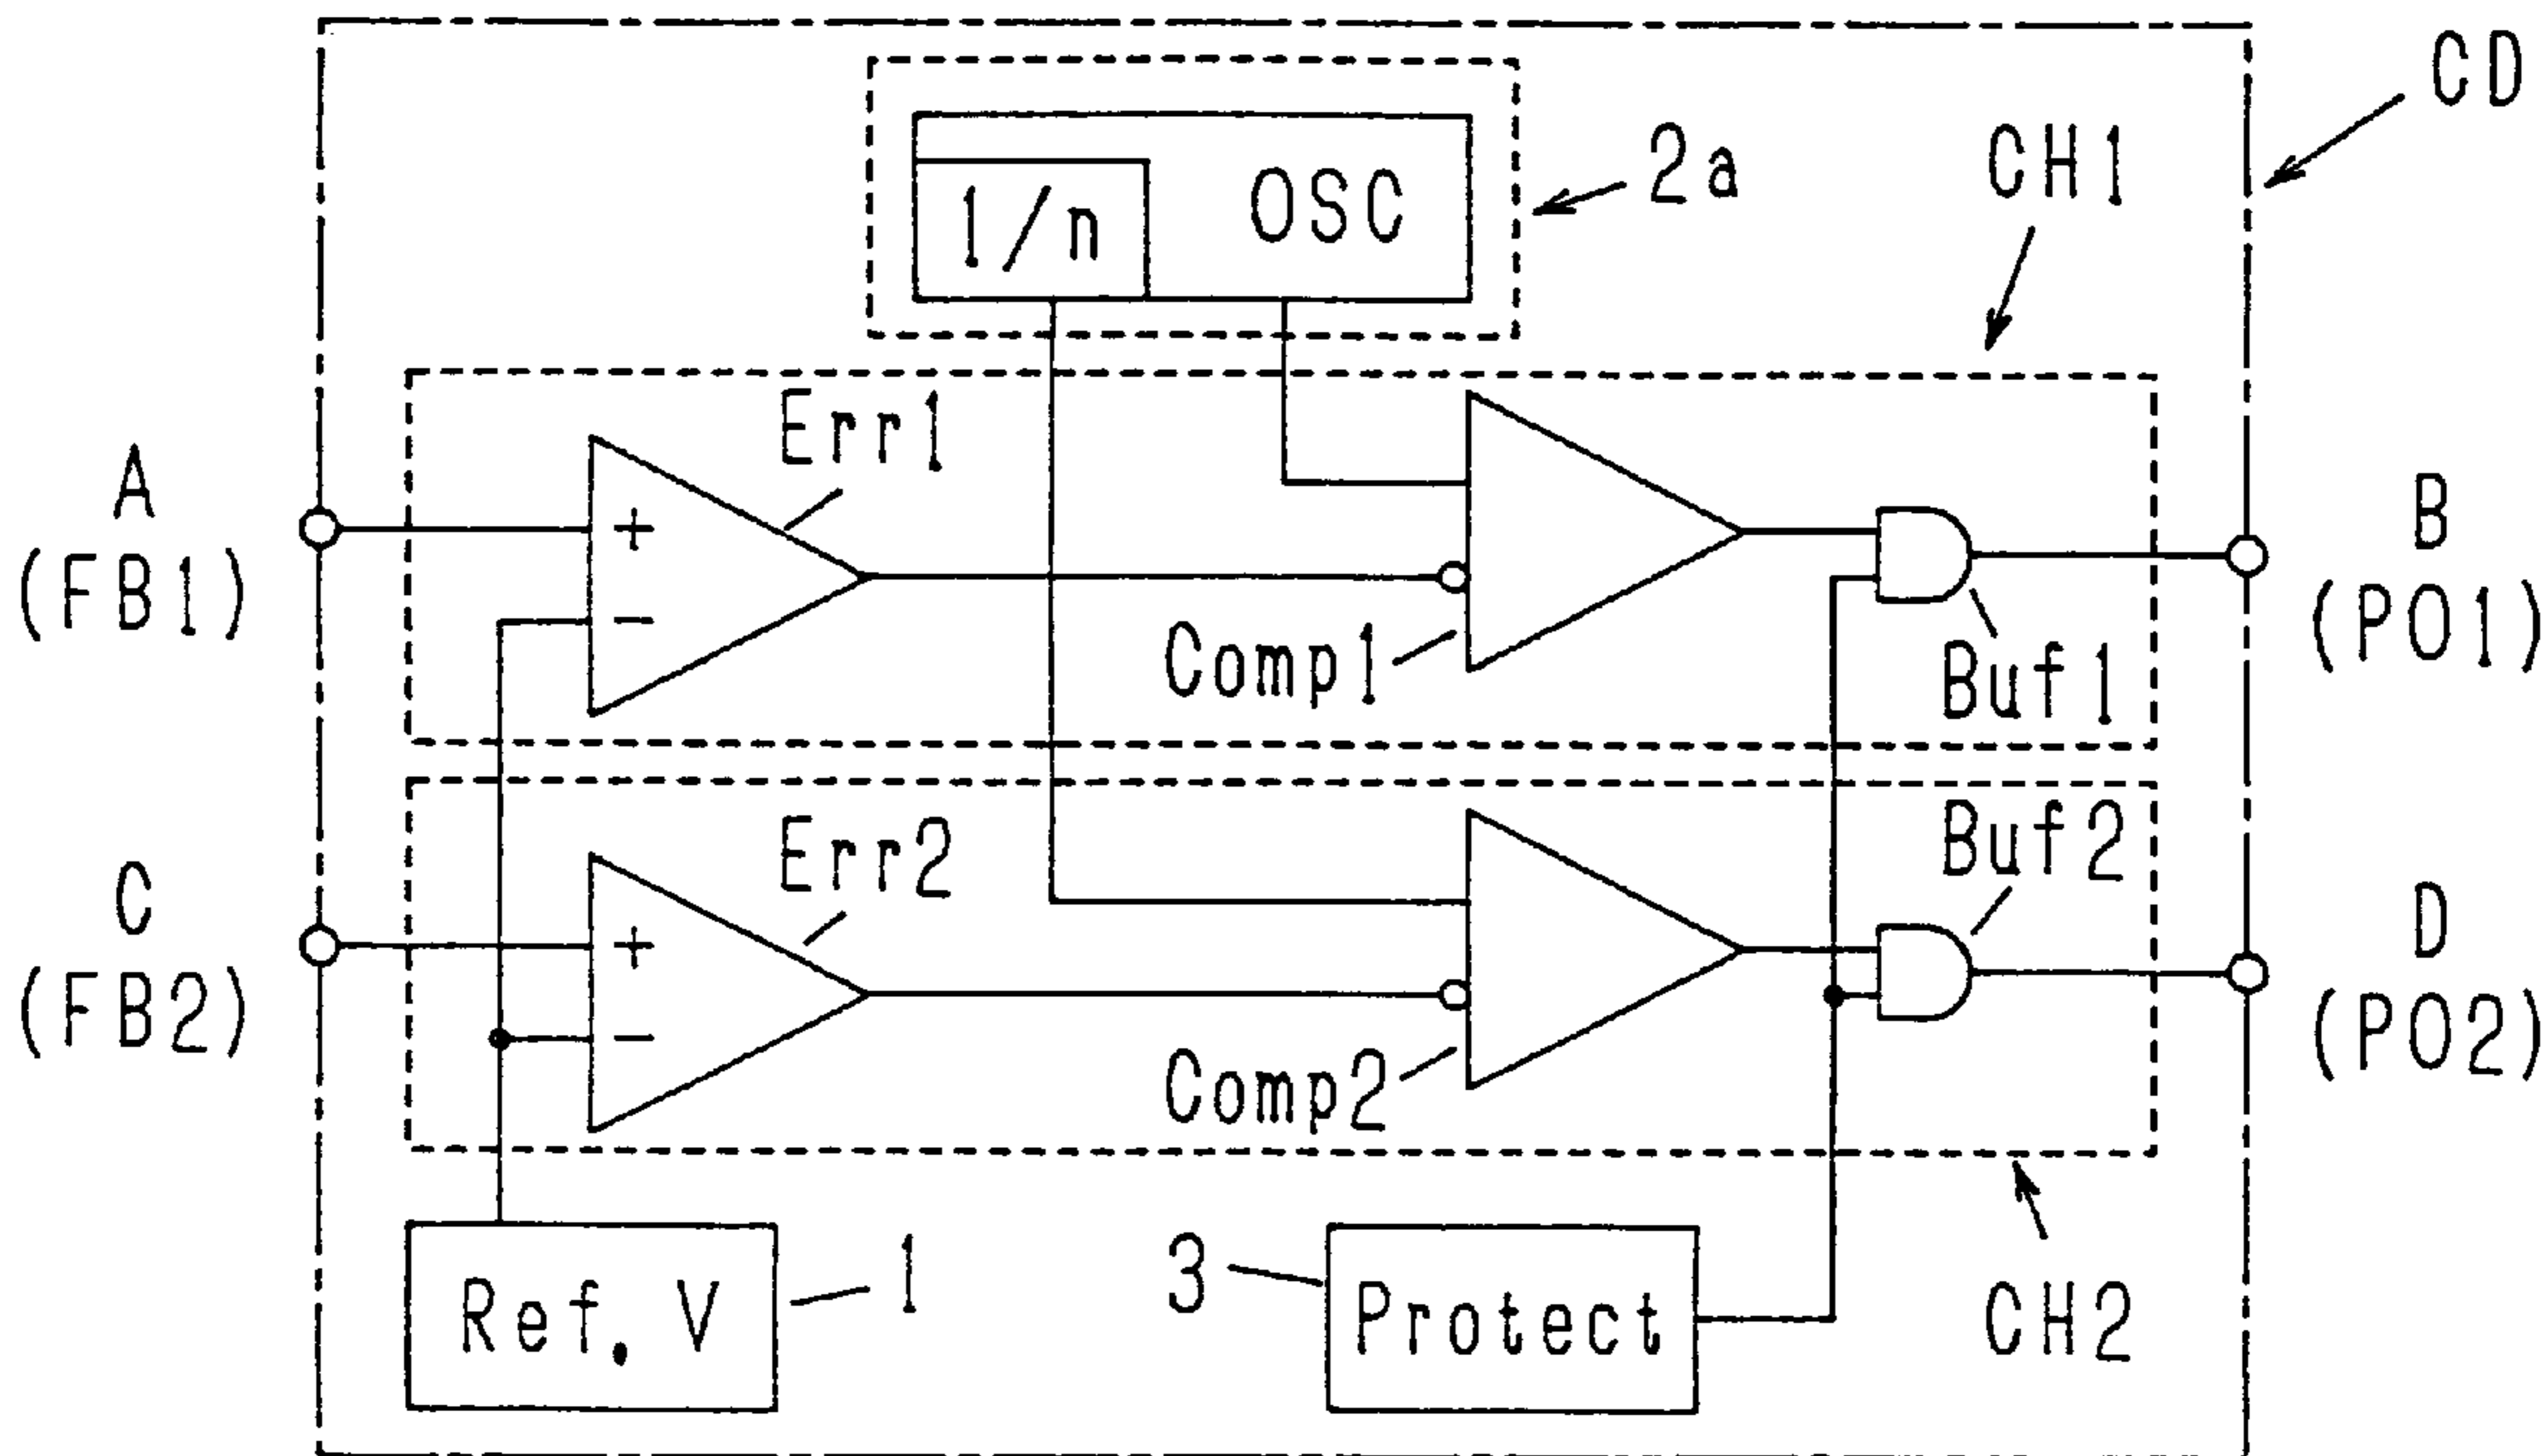 CD
2a
CH1
1/n
OSC
Err1
A
(FB1)
+
−
Comp1
Buf1
B
(PO1)
Err2
Buf2
C
(FB2)
+
−
Comp2
D
(PO2)
Ref. V
1
3
Protect
CH2